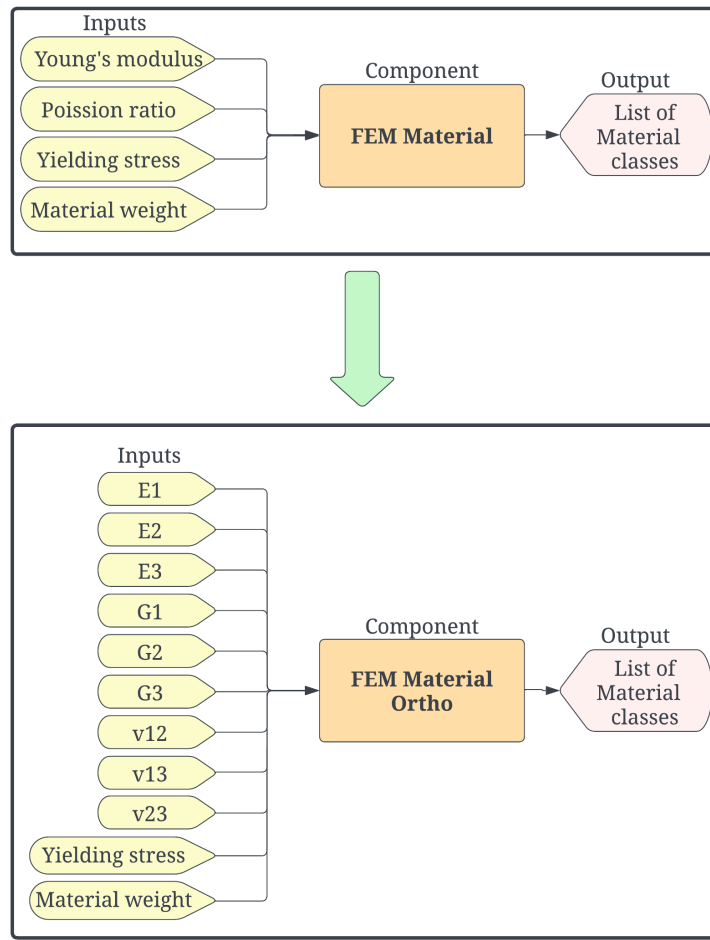 Inputs
Young's modulus
Poission ratio
Yielding stress
Material weight
Component
FEM Material
Output
List of
Material
classes
Inputs
E1
E2
E3
G1
G2
G3
v12
v13
v23
Yielding stress
Material weight
Component
FEM Material
Ortho
Output
List of
Material
classes